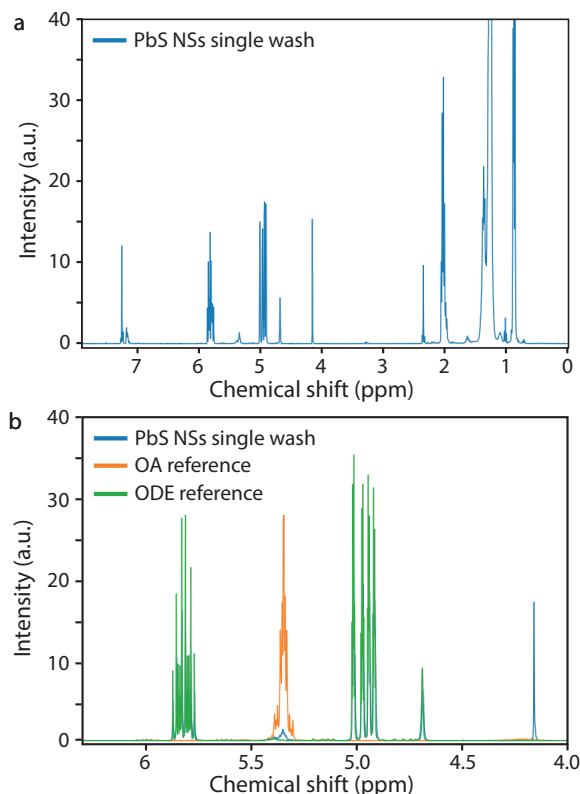 a
40
PbS NSs single wash
30
20
10
0
Intensity (a.u.)
7 6 5 4 3 2 1 0
Chemical shift (ppm)
b
40
PbS NSs single wash
OA reference
ODE reference
30
20
10
0
Intensity (a.u.)
6 5.5 5.0 4.5 4.0
Chemical shift (ppm)